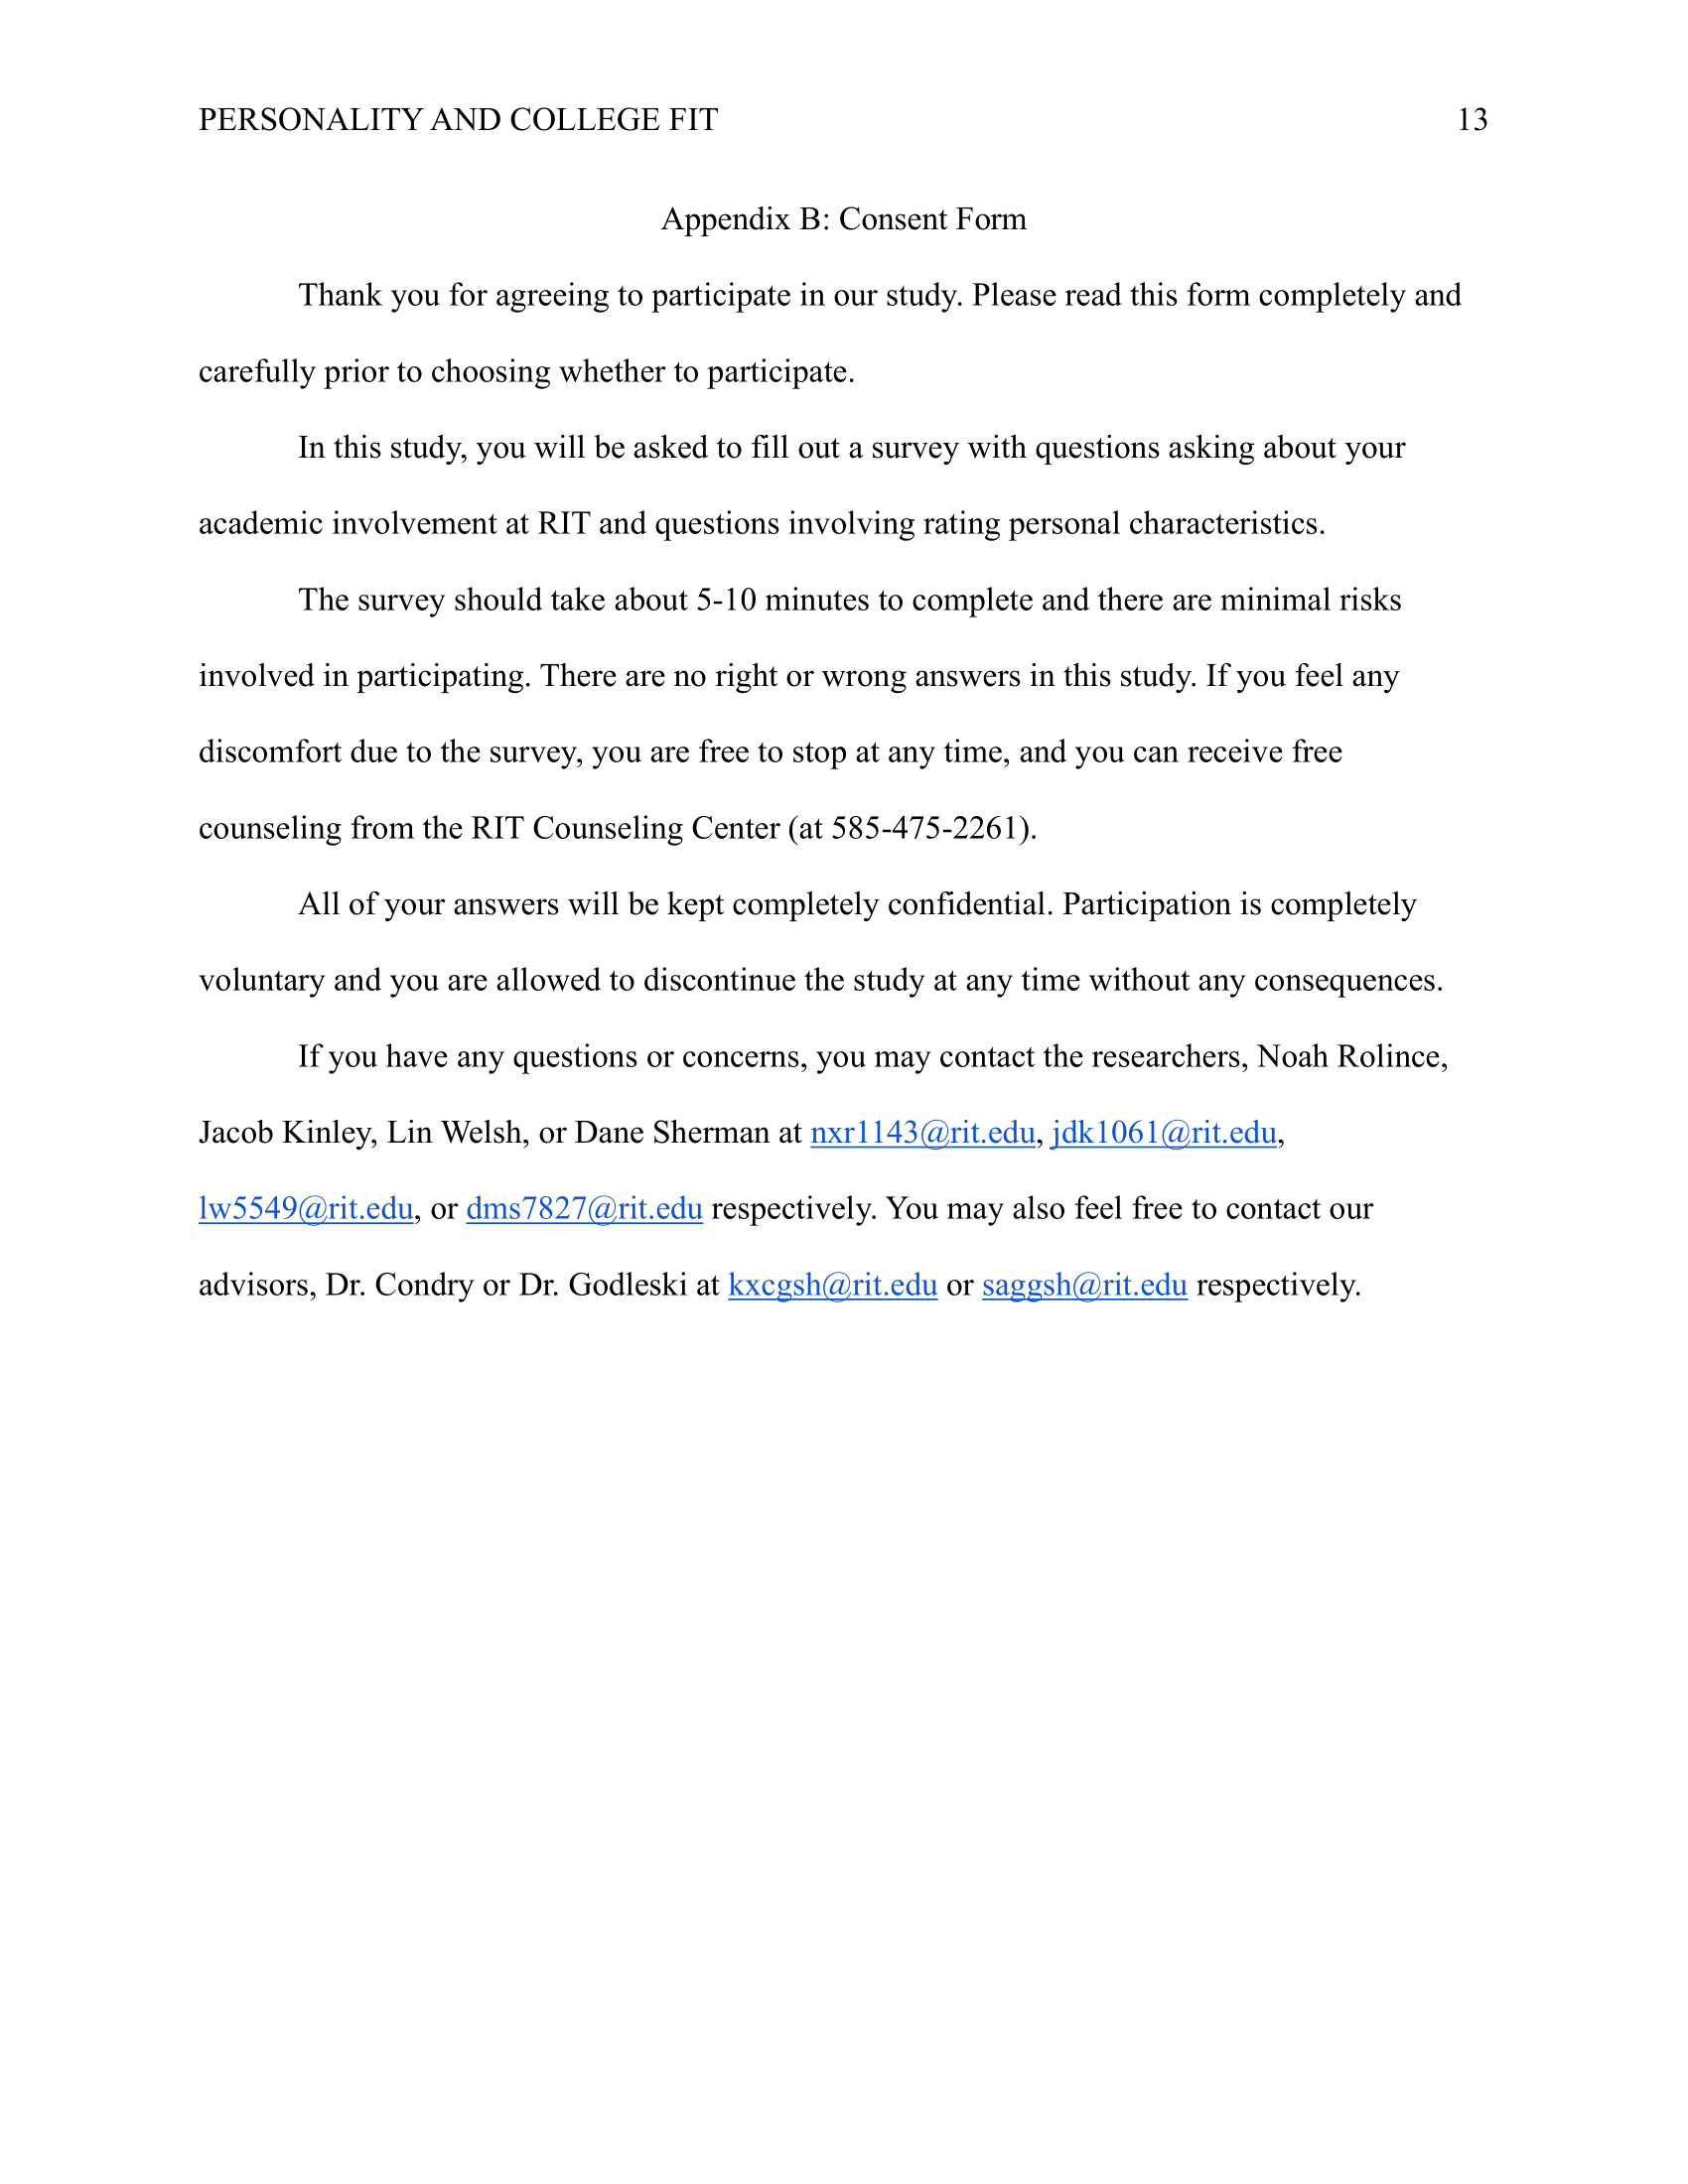 PERSONALITY AND COLLEGE FIT 13
Appendix B: Consent Form
Thank you for agreeing to participate in our study. Please read this form completely and
carefully prior to choosing whether to participate.
In this study, you will be asked to fill out a survey with questions asking about your
academic involvement at RIT and questions involving rating personal characteristics.
The survey should take about 5-10 minutes to complete and there are minimal risks
involved in participating. There are no right or wrong answers in this study. If you feel any
discomfort due to the survey, you are free to stop at any time, and you can receive free
counseling from the RIT Counseling Center (at 585-475-2261).
All of your answers will be kept completely confidential. Participation is completely
voluntary and you are allowed to discontinue the study at any time without any consequences.
If you have any questions or concerns, you may contact the researchers, Noah Rolince,
Jacob Kinley, Lin Welsh, or Dane Sherman at nxr1143@rit.edu, jdk1061@rit.edu,
lw5549@rit.edu, or dms7827@rit.edu respectively. You may also feel free to contact our
advisors, Dr. Condry or Dr. Godleski at kxcgsh@rit.edu or saggsh@rit.edu respectively.